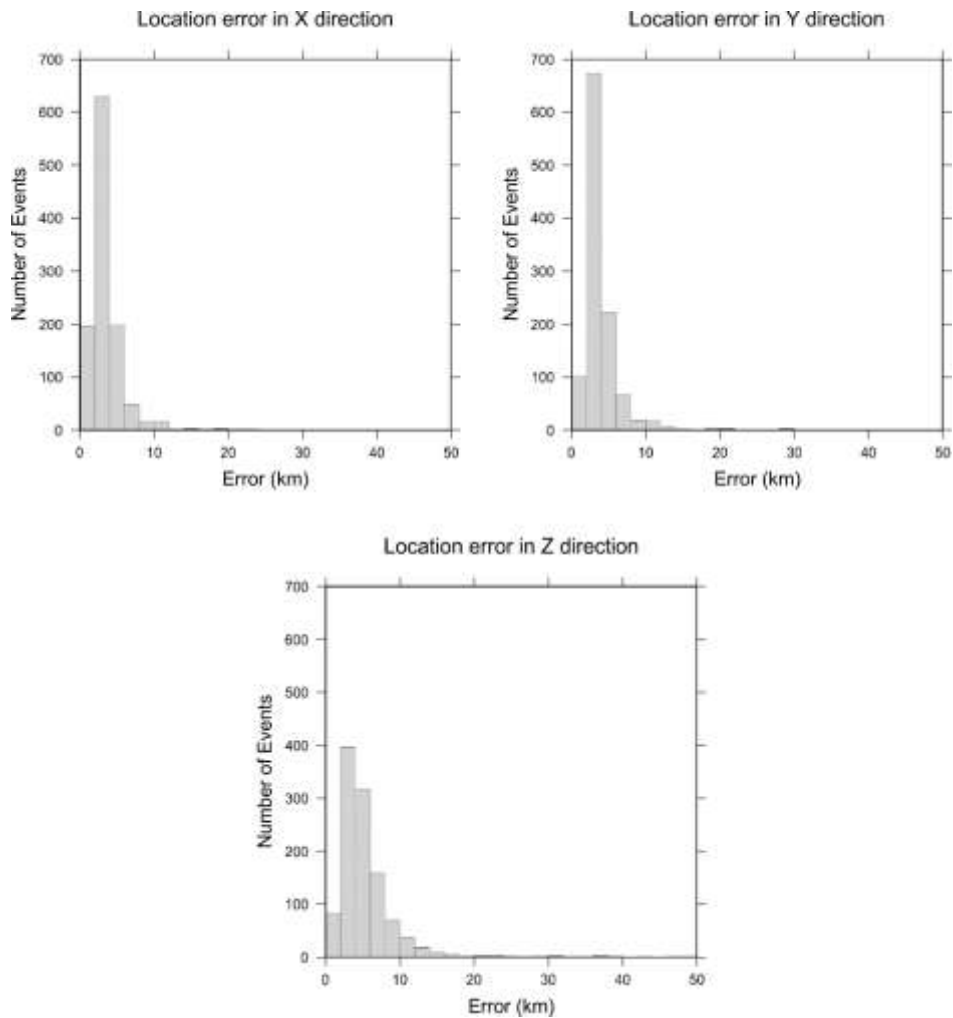 Location error in X direction
700
600
500
400
300
200
100
0
Number of Events
0 10 20 30 40 50
Error (km)
Location error in Y direction
700
600
500
400
300
200
100
0
Number of Events
0 10 20 30 40 50
Error (km)
Location error in Z direction
700
600
500
400
300
200
100
0
Number of Events
0 10 20 30 40 50
Error (km)